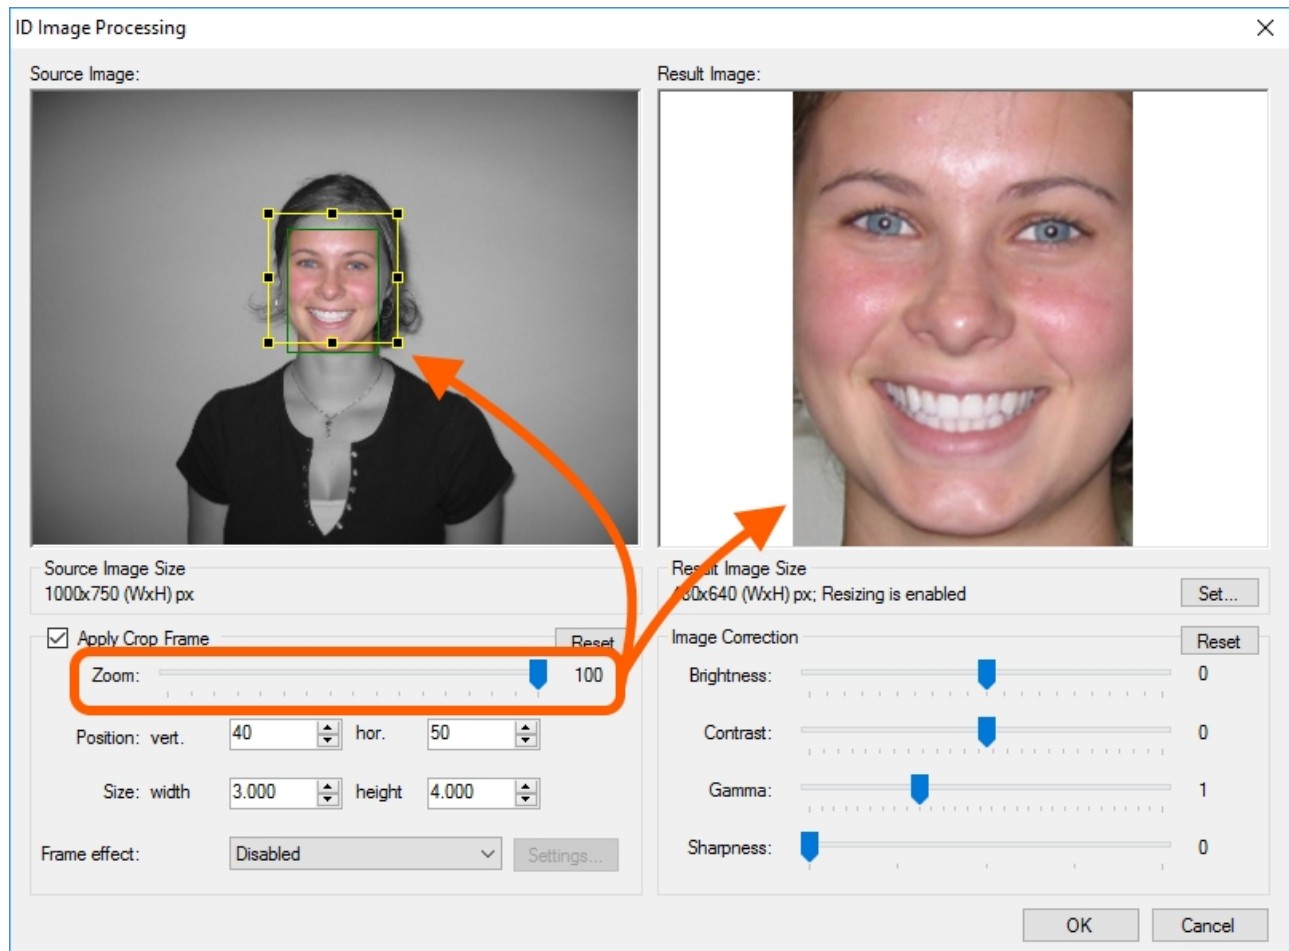 ID Image Processing
Source Image:
Result Image:
Source Image Size
1000x750 (WxH) px
Result Image Size
480x640 (WxH) px; Resizing is enabled
Set...
Apply Crop Frame
Reset
Zoom:
100
Position: vert.
40
hor.
50
Size: width
3.000
height
4.000
Frame effect:
Disabled
Settings...
Image Correction
Reset
Brightness:
0
Contrast:
0
Gamma:
1
Sharpness:
0
OK
Cancel